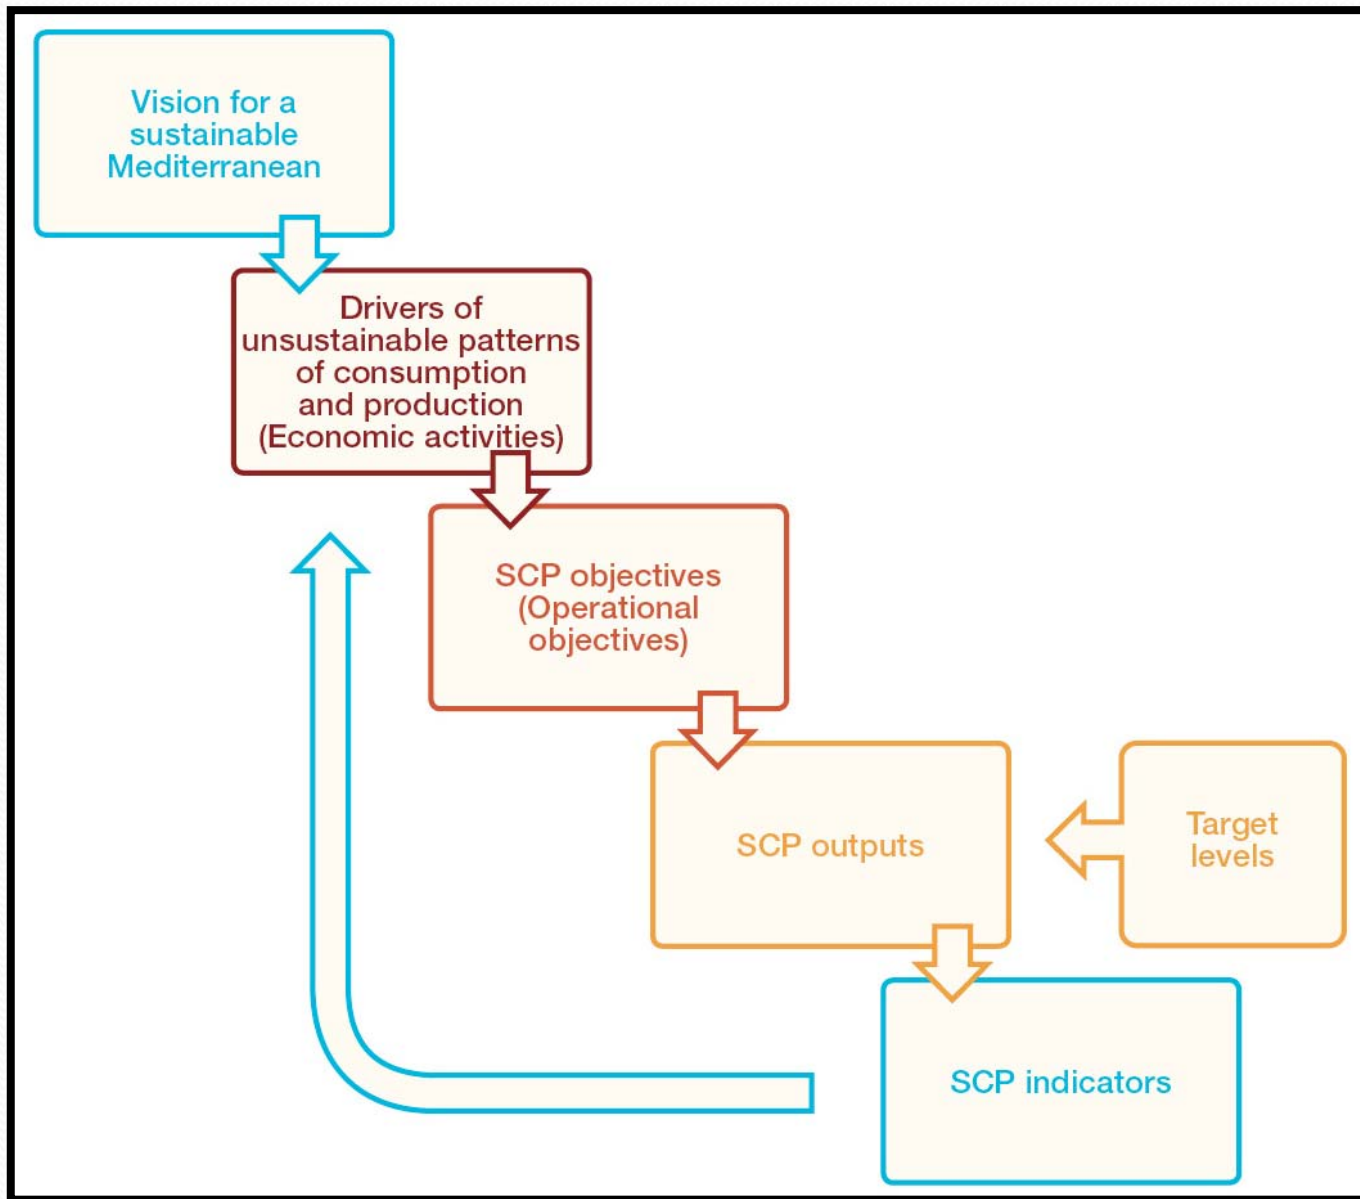 Vision for a
sustainable
Mediterranean
Drivers of
unsustainable patterns
of consumption
and production
(Economic activities)
SCP objectives
(Operational
objectives)
SCP outputs
Target
levels
SCP indicators